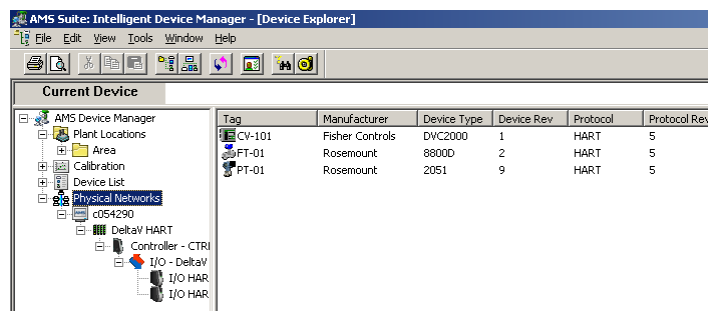 AMS Suite: Intelligent Device Manager - [Device Explorer]
File Edit View Tools Window Help
Current Device
AMS Device Manager
Plant Locations
Area
Calibration
Device List
Physical Networks
c054290
DeltaV HART
Controller - CTR
I/O - DeltaV
I/O HAR
I/O HAR
Tag Manufacturer Device Type Device Rev Protocol Protocol Rev
CV-101 Fisher Controls DVC2000 1 HART 5
FT-01 Rosemount 8800D 2 HART 5
PT-01 Rosemount 2051 9 HART 5